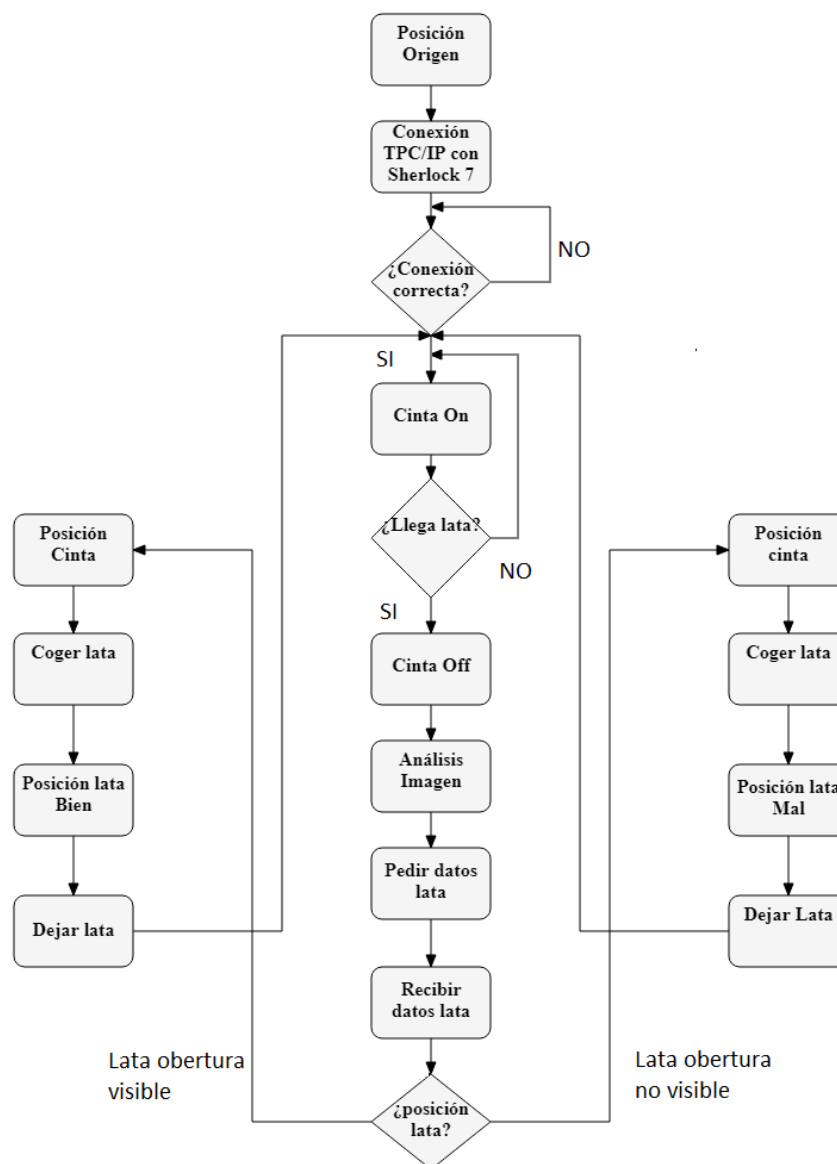 Posición
Origen
Conexión
TPC/IP con
Sherlock 7
NO
¿Conexión
correcta?
SI
Cinta On
¿Llega lata?
NO
SI
Cinta Off
Análisis
Imagen
Pedir datos
lata
Recibir
datos lata
¿posición
lata?
Lata obertura
visible
Posición
Cinta
Coger lata
Posición lata
Bien
Dejar lata
Lata obertura
no visible
Posición
cinta
Coger lata
Posición lata
Mal
Dejar Lata